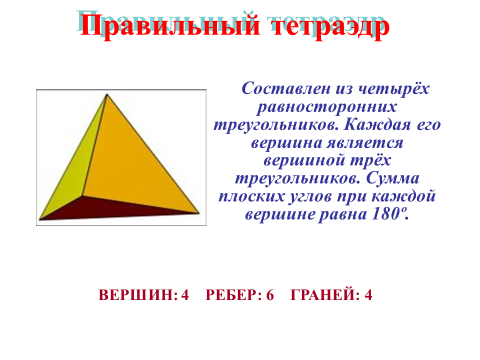 Правильный тетраэдр
Составлен из четырёх
равносторонних
треугольников. Каждая его
вершина является
вершиной трёх
треугольников. Сумма
плоских углов при каждой
вершине равна 180º.
ВЕРШИН: 4 РЕБЕР: 6 ГРАНЕЙ: 4